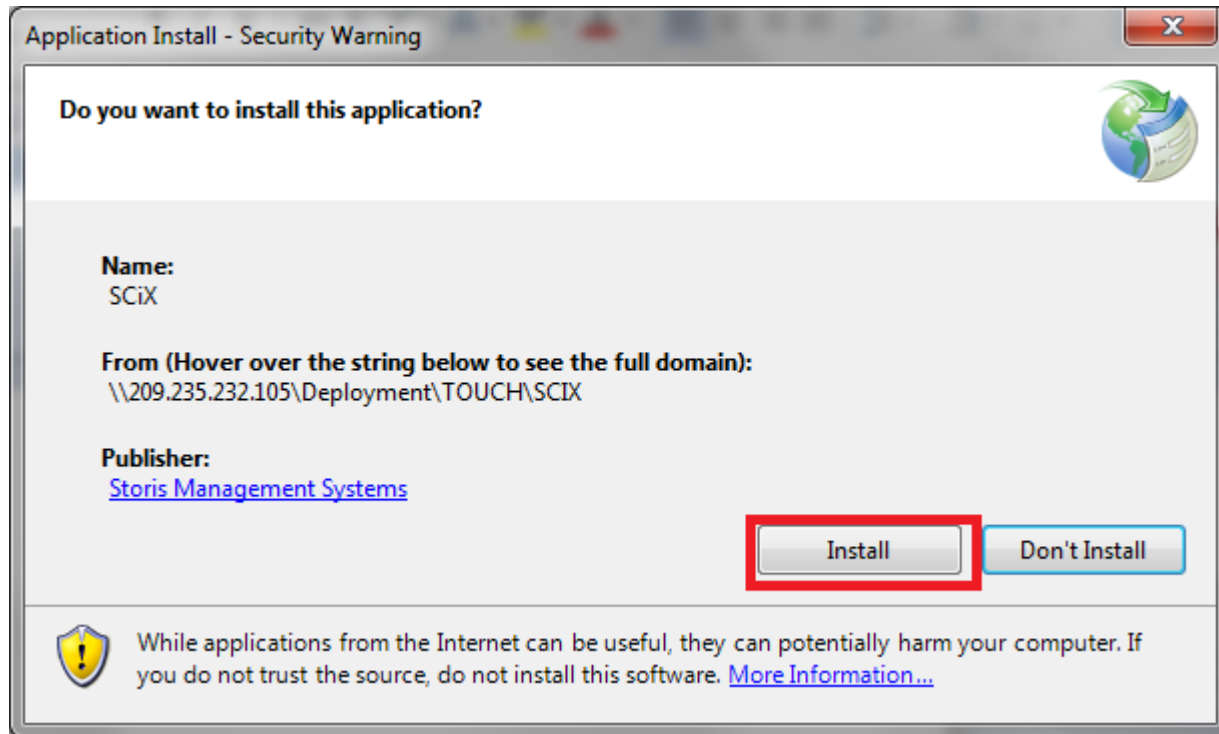 Application Install - Security Warning
Do you want to install this application?
Name:
SCiX
From (Hover over the string below to see the full domain):
\\209.235.232.105\Deployment\TOUCH\SCIX
Publisher:
Storis Management Systems
Install
Don't Install
While applications from the Internet can be useful, they can potentially harm your computer. If
you do not trust the source, do not install this software. More Information...